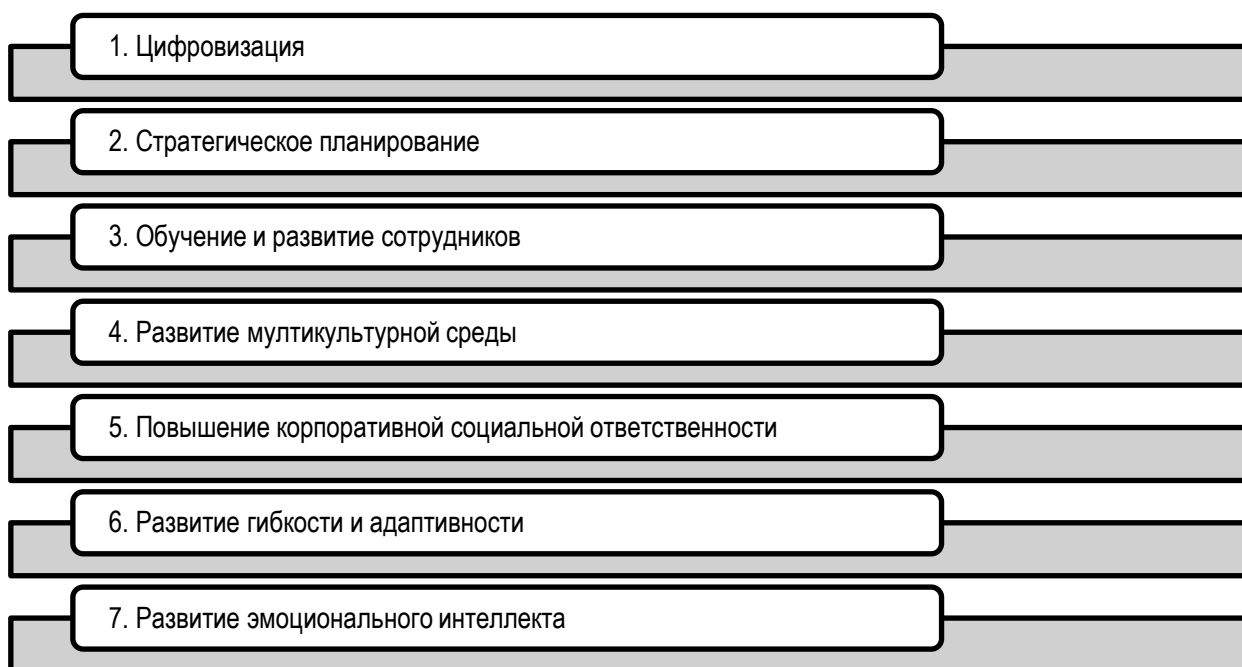 1. Цифровизация
2. Стратегическое планирование
3. Обучение и развитие сотрудников
4. Развитие мултикультурной среды
5. Повышение корпоративной социальной ответственности
6. Развитие гибкости и адаптивности
7. Развитие эмоционального интеллекта